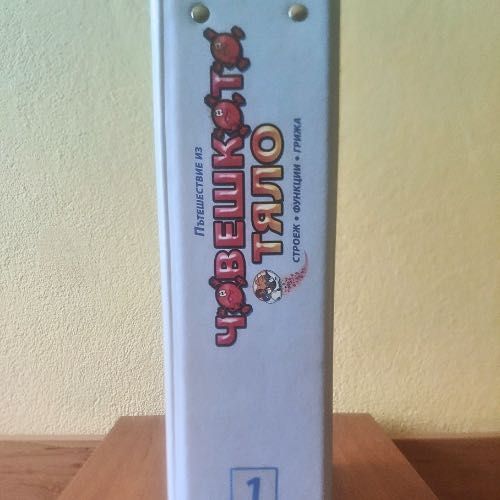 Пътешествие из
ЧОВЕШКОТО
ТЯЛО
СТРОЕЖ • ФУНКЦИИ • ГРИЖА
1